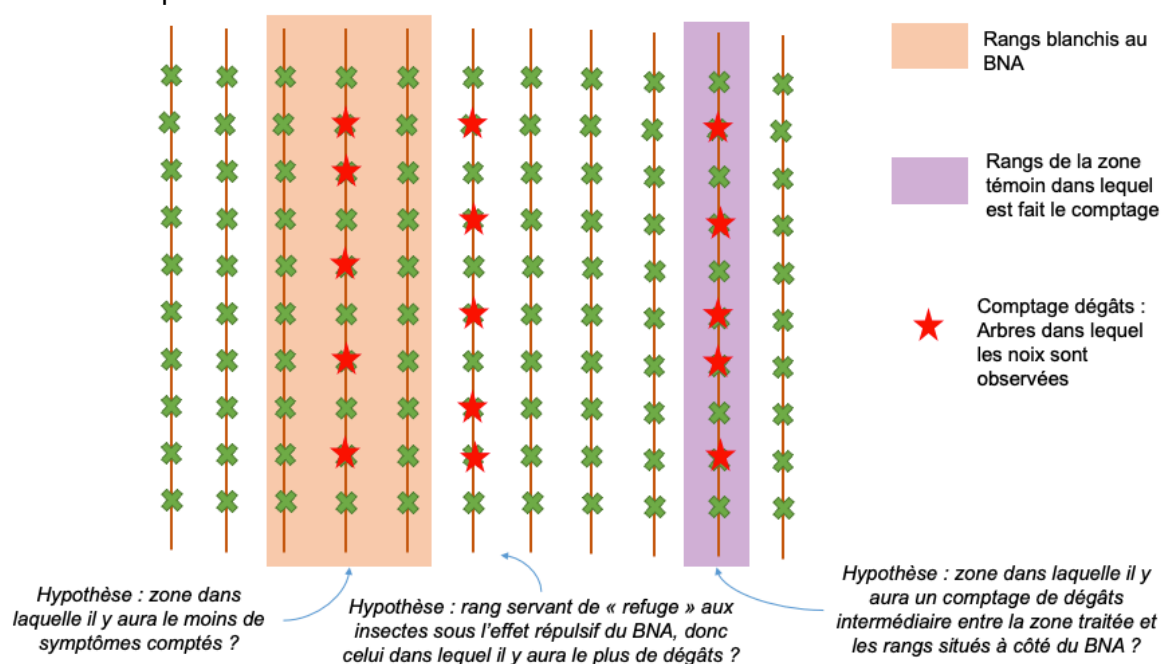 Rangs blanchis au
BNA
Rangs de la zone
témoin dans lequel
est fait le comptage
Comptage dégâts :
Arbres dans lequel
les noix sont
observées
Hypothèse : zone dans
laquelle il y aura le moins de
symptômes comptés ?
Hypothèse : rang servant de « refuge » aux
insectes sous l'effet répulsif du BNA, donc
celui dans lequel il y aura le plus de dégâts ?
Hypothèse : zone dans laquelle il y
aura un comptage de dégâts
intermédiaire entre la zone traitée et
les rangs situés à côté du BNA ?